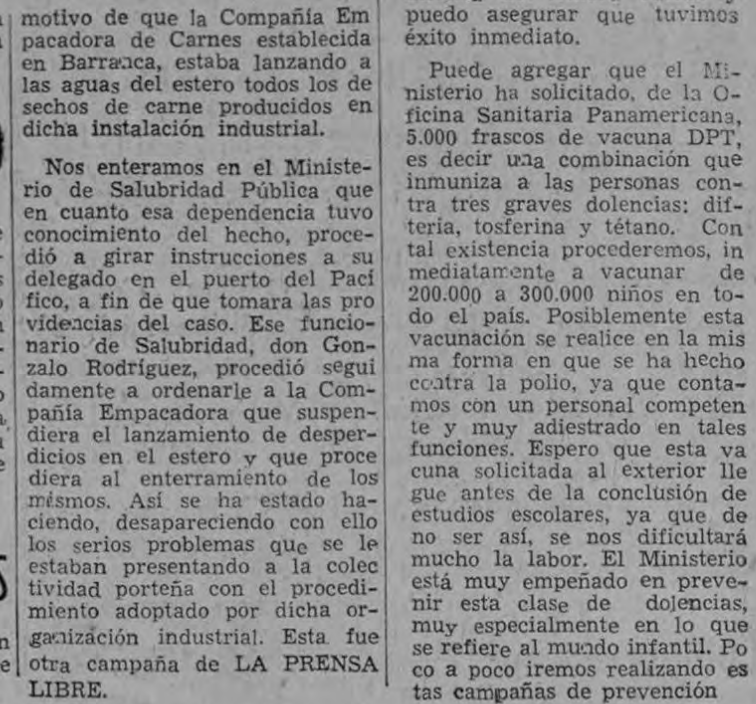 motivo de que la Compañía Em
pacadora de Carnes establecida
en Barranca, estaba lanzando a
las aguas del estero todos los de
sechos de carne producidos en
dicha instalación industrial.
Nos enteramos en el Ministe-
rio de Salubridad Pública que
en cuanto esa dependencia tuvo
conocimiento del hecho, proce-
dió a girar instrucciones a su
delegado en el puerto del Pací
fico, a fin de que tomara las pro
videncias del caso. Ese funcio-
nario de Salubridad, don Gon-
zalo Rodríguez, procedió segui
damente a ordenarle a la Com-
pañía Empacadora que suspen-
diera el lanzamiento de desper-
dicios en el estero y que proce
diera al enterramiento de los
mismos. Así se ha estado ha-
ciendo, desapareciendo con ello
los serios problemas que se le
estaban presentando a la colec
tividad porteña con el procedi-
miento adoptado por dicha or-
ganización industrial. Esta fue
otra campaña de LA PRENSA
LIBRE.
puedo asegurar que tuvimos
éxito inmediato.
Puede agregar que el Mi-
nisterio ha solicitado, de la O-
ficina Sanitaria Panamericana,
5.000 frascos de vacuna DPT,
es decir una combinación que
inmuniza a las personas con-
tra tres graves dolencias: dif-
teria, tosferina y tétano. Con
tal existencia procederemos, in
mediatamente a vacunar de
200.000 a 300.000 niños en to-
do el país. Posiblemente esta
vacunación se realice en la mis
ma forma en que se ha hecho
contra la polio, ya que conta-
mos con un personal competen
te y muy adiestrado en tales
funciones. Espero que esta va
cuna solicitada al exterior lle
gue antes de la conclusión de
estudios escolares, ya que de
no ser así, se nos dificultará
mucho la labor. El Ministerio
está muy empeñado en preve-
nir esta clase de dolencias,
muy especialmente en lo que
se refiere al mundo infantil. Po
co a poco iremos realizando es
tas campañas de prevención